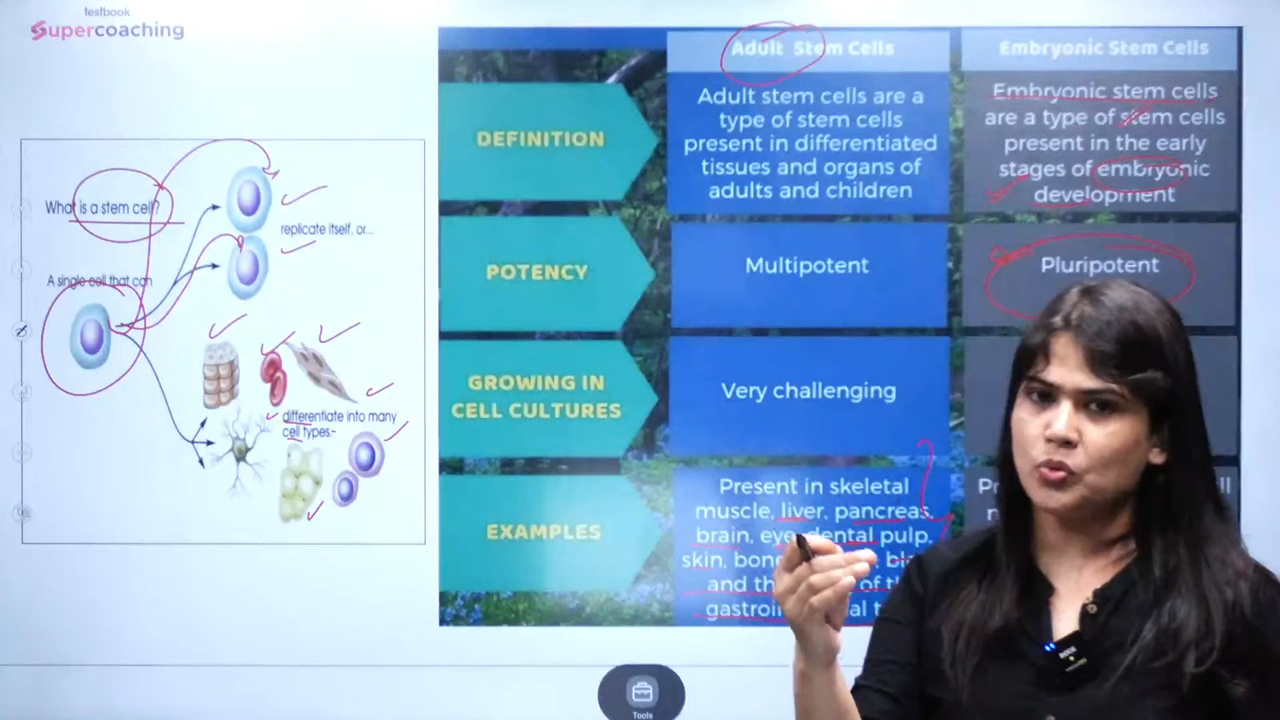 testbook
Supercoaching
What is a stem cell?
A single cell that can
replicate itself, or...
differentiate into many
cell types.
Adult Stem Cells
Embryonic Stem Cells
DEFINITION
Adult stem cells are a
type of stem cells
present in differentiated
tissues and organs of
adults and children
Embryonic stem cells
are a type of stem cells
present in the early
stages of embryonic
development
POTENCY
Multipotent
Pluripotent
GROWING IN
CELL CULTURES
Very challenging
EXAMPLES
Present in skeletal
muscle, liver, pancreas,
brain, eye, dental pulp,
skin,
and
of
Tools